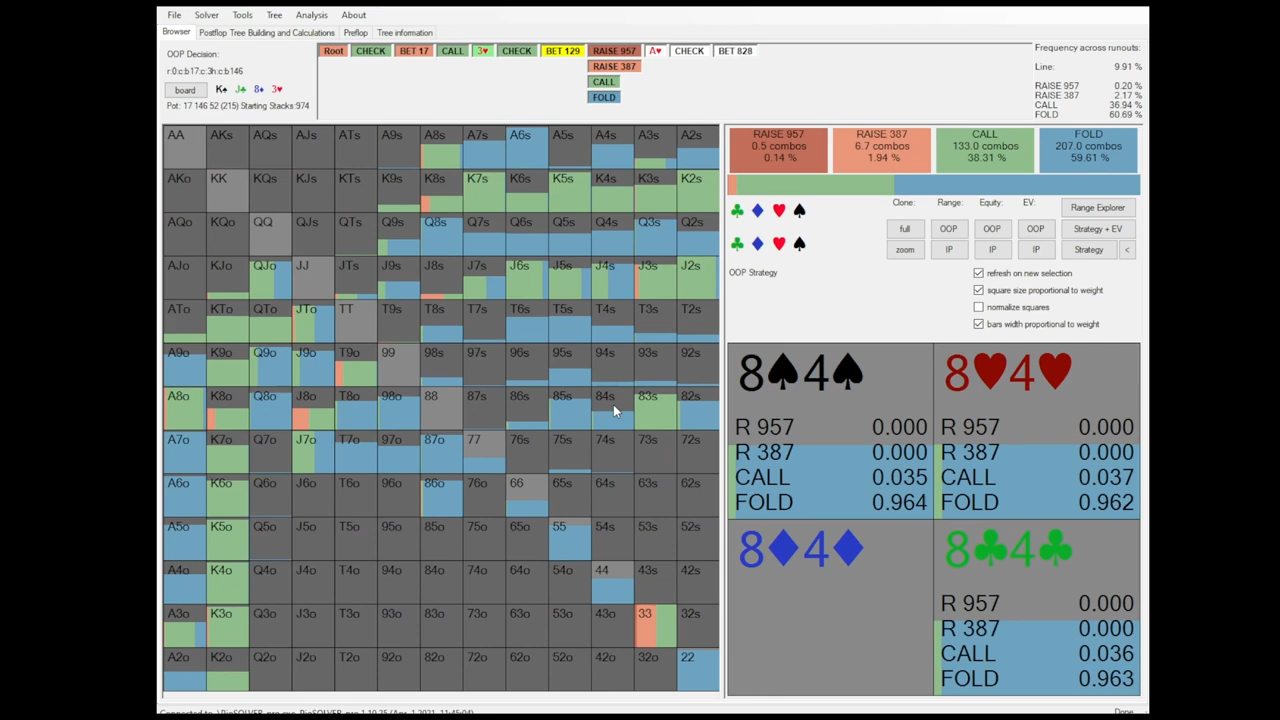 File Solver Tools Tree Analysis About
Browser Postflop Tree Building and Calculations Preflop Tree information
OOP Decision:
r:0:c:b17:c:3h:c:b146
board K♠ J♣ 8♦ 3♥
Pot: 17 146 52 (215) Starting Stacks:974
Root CHECK BET 17 CALL 3♥ CHECK BET 129 RAISE 957 A♥ CHECK BET 828
RAISE 387
CALL
FOLD
Frequency across runouts:
Line: 9.91 %
RAISE 957 0.20 %
RAISE 387 2.17 %
CALL 36.94 %
FOLD 60.69 %
AA AKs AQs AJs ATs A9s A8s A7s A6s A5s A4s A3s A2s
AKo KK KQs KJs KTs K9s K8s K7s K6s K5s K4s K3s K2s
AQo KQo QQ QJs QTs Q9s Q8s Q7s Q6s Q5s Q4s Q3s Q2s
AJo KJo QJo JJ JTs J9s J8s J7s J6s J5s J4s J3s J2s
ATo KTo QTo JTo TT T9s T8s T7s T6s T5s T4s T3s T2s
A9o K9o Q9o J9o T9o 99 98s 97s 96s 95s 94s 93s 92s
A8o K8o Q8o J8o T8o 98o 88 87s 86s 85s 84s 83s 82s
A7o K7o Q7o J7o T7o 97o 87o 77 76s 75s 74s 73s 72s
A6o K6o Q6o J6o T6o 96o 86o 76o 66 65s 64s 63s 62s
A5o K5o Q5o J5o T5o 95o 85o 75o 65o 55 54s 53s 52s
A4o K4o Q4o J4o T4o 94o 84o 74o 64o 54o 44 43s 42s
A3o K3o Q3o J3o T3o 93o 83o 73o 63o 53o 43o 33 32s
A2o K2o Q2o J2o T2o 92o 82o 72o 62o 52o 42o 32o 22
RAISE 957 RAISE 387 CALL FOLD
0.5 combos 6.7 combos 133.0 combos 207.0 combos
0.14 % 1.94 % 38.31 % 59.61 %
♣ ♦ ♥ ♠
♣ ♦ ♥ ♠
Clone: Range: Equity: EV: Range Explorer
full OOP OOP OOP Strategy + EV
zoom IP IP IP Strategy <
OOP Strategy
refresh on new selection
square size proportional to weight
normalize squares
bars width proportional to weight
8♠4♠
R 957 0.000
R 387 0.000
CALL 0.035
FOLD 0.964
8♥4♥
R 957 0.000
R 387 0.000
CALL 0.037
FOLD 0.962
8♦4♦
8♣4♣
R 957 0.000
R 387 0.000
CALL 0.036
FOLD 0.963